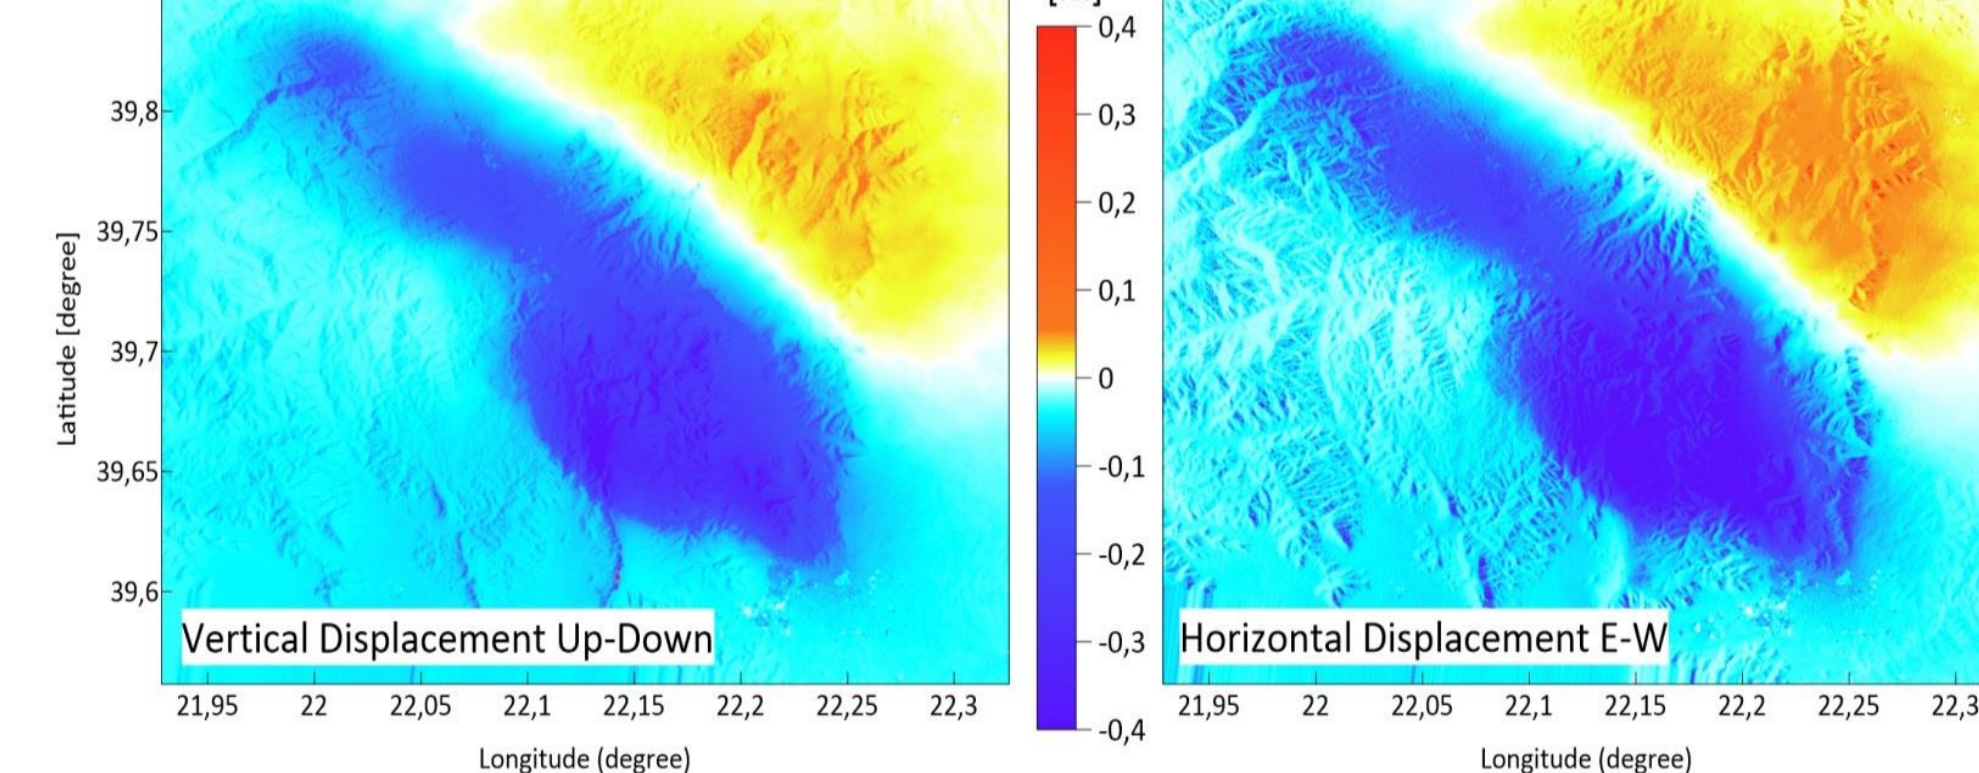 39,8
39,75
39,7
39,65
39,6
Latitude [degree]
Vertical Displacement Up-Down
21,95 22 22,05 22,1 22,15 22,2 22,25 22,3
Longitude (degree)
0,4
0,3
0,2
0,1
0
-0,1
-0,2
-0,3
-0,4
Horizontal Displacement E-W
21,95 22 22,05 22,1 22,15 22,2 22,25 22,3
Longitude (degree)